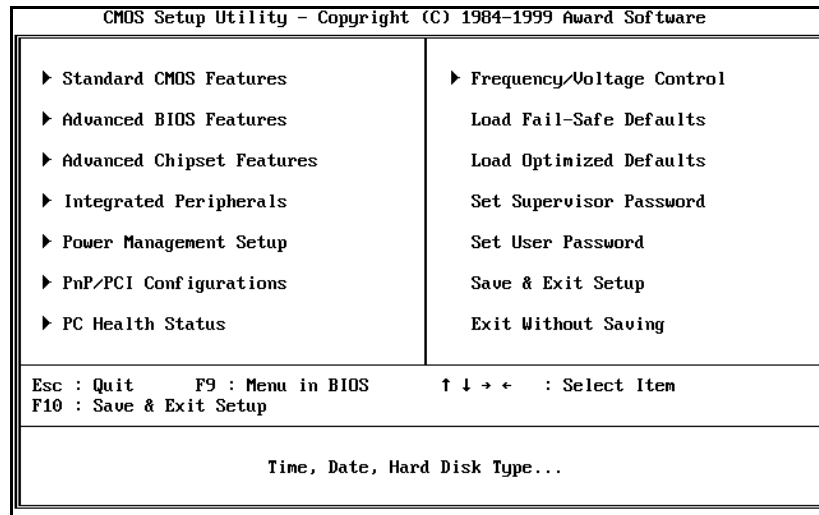 CMOS Setup Utility - Copyright (C) 1984-1999 Award Software
▶ Standard CMOS Features
▶ Advanced BIOS Features
▶ Advanced Chipset Features
▶ Integrated Peripherals
▶ Power Management Setup
▶ PnP/PCI Configurations
▶ PC Health Status
▶ Frequency/Voltage Control
Load Fail-Safe Defaults
Load Optimized Defaults
Set Supervisor Password
Set User Password
Save & Exit Setup
Exit Without Saving
Esc : Quit F9 : Menu in BIOS ↑ ↓ → ← : Select Item
F10 : Save & Exit Setup
Time, Date, Hard Disk Type...